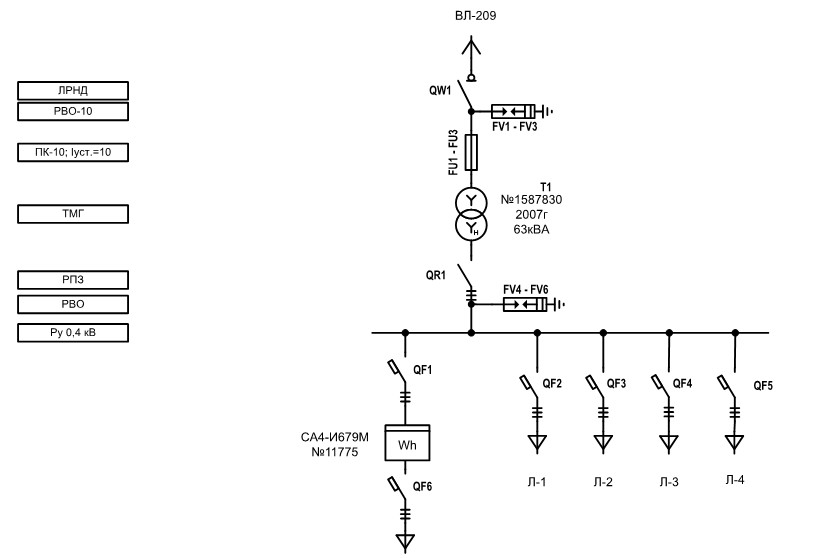 ВЛ-209
ЛРНД
QW1
РВО-10
FV1 - FV3
ПК-10; Iуст.=10
FU1 - FU3
T1
№1587830
ТМГ
2007г
63кВА
Y
Yн
РПЗ
QR1
РВО
FV4 - FV6
Ру 0,4 кВ
QF1
QF2
QF3
QF4
QF5
СА4-И679М
№11775
Wh
QF6
Л-1
Л-2
Л-3
Л-4